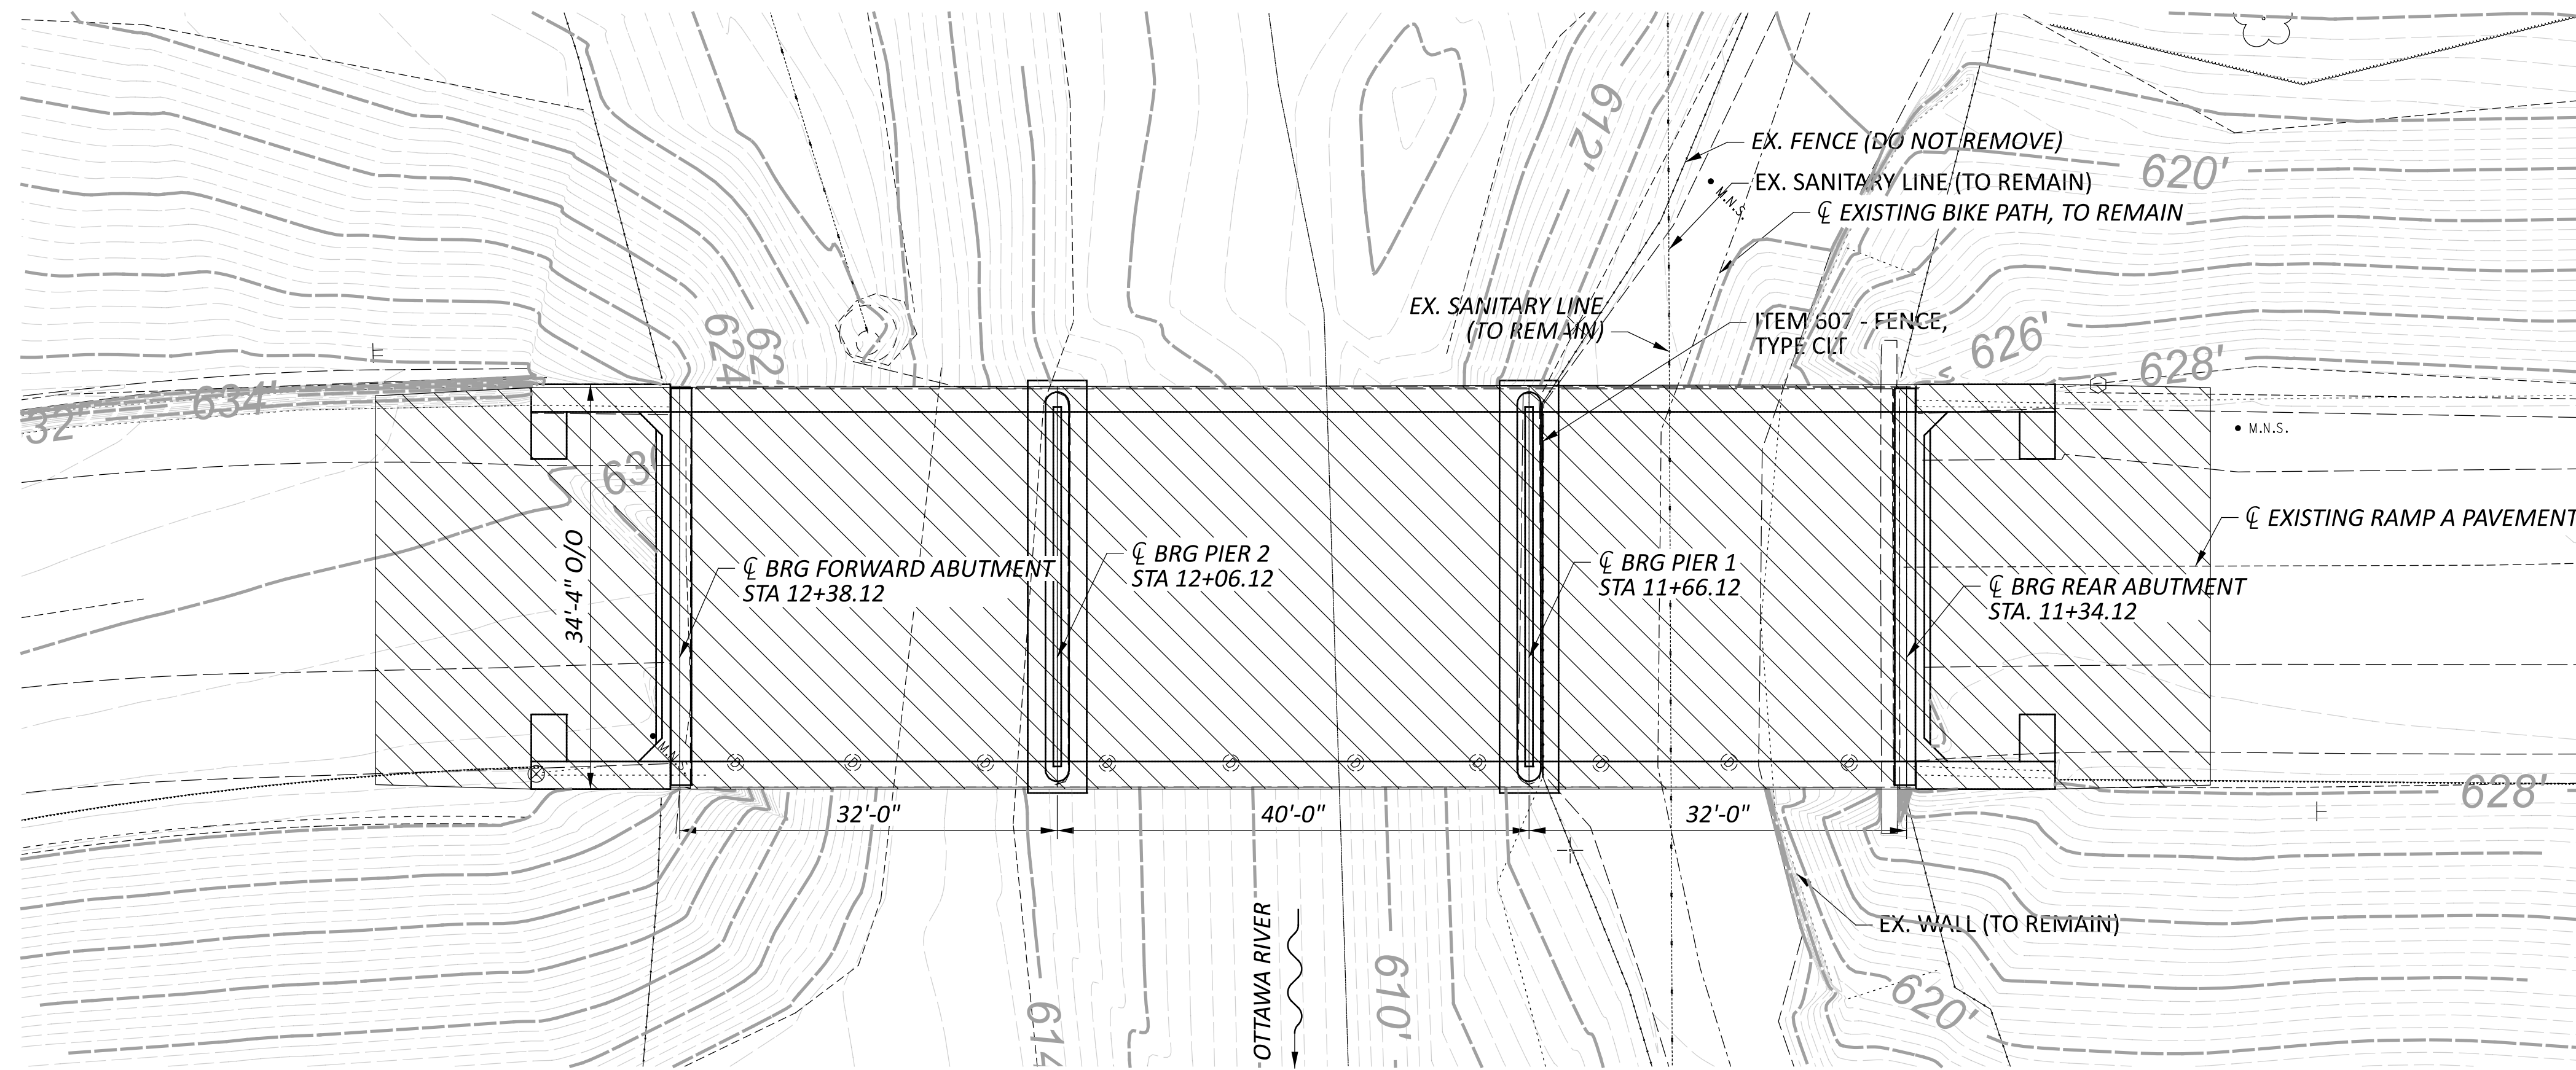 612'
EX. FENCE (DO NOT REMOVE)
EX. SANITARY LINE (TO REMAIN)
M.N.S.
℄ EXISTING BIKE PATH, TO REMAIN
620'
EX. SANITARY LINE
(TO REMAIN)
ITEM 607 - FENCE,
TYPE CLT
624
62
626'
628'
32'
634'
M.N.S.
630
34'-4" O/O
℄ EXISTING RAMP A PAVEMENT
℄ BRG FORWARD ABUTMENT
STA 12+38.12
℄ BRG PIER 2
STA 12+06.12
℄ BRG PIER 1
STA 11+66.12
℄ BRG REAR ABUTMENT
STA. 11+34.12
M.N.S.
D D D D D D D D D D
32'-0"
40'-0"
32'-0"
628'
EX. WALL (TO REMAIN)
OTTAWA RIVER
614
610'
620'